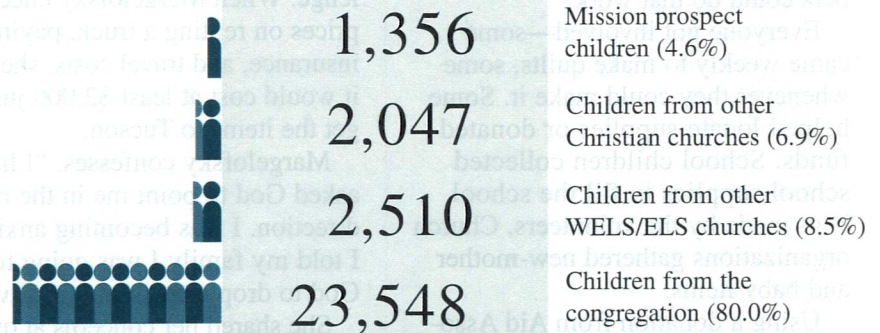 1,356
Mission prospect
children (4.6%)
2,047
Children from other
Christian churches (6.9%)
2,510
Children from other
WELS/ELS churches (8.5%)
23,548
Children from the
congregation (80.0%)